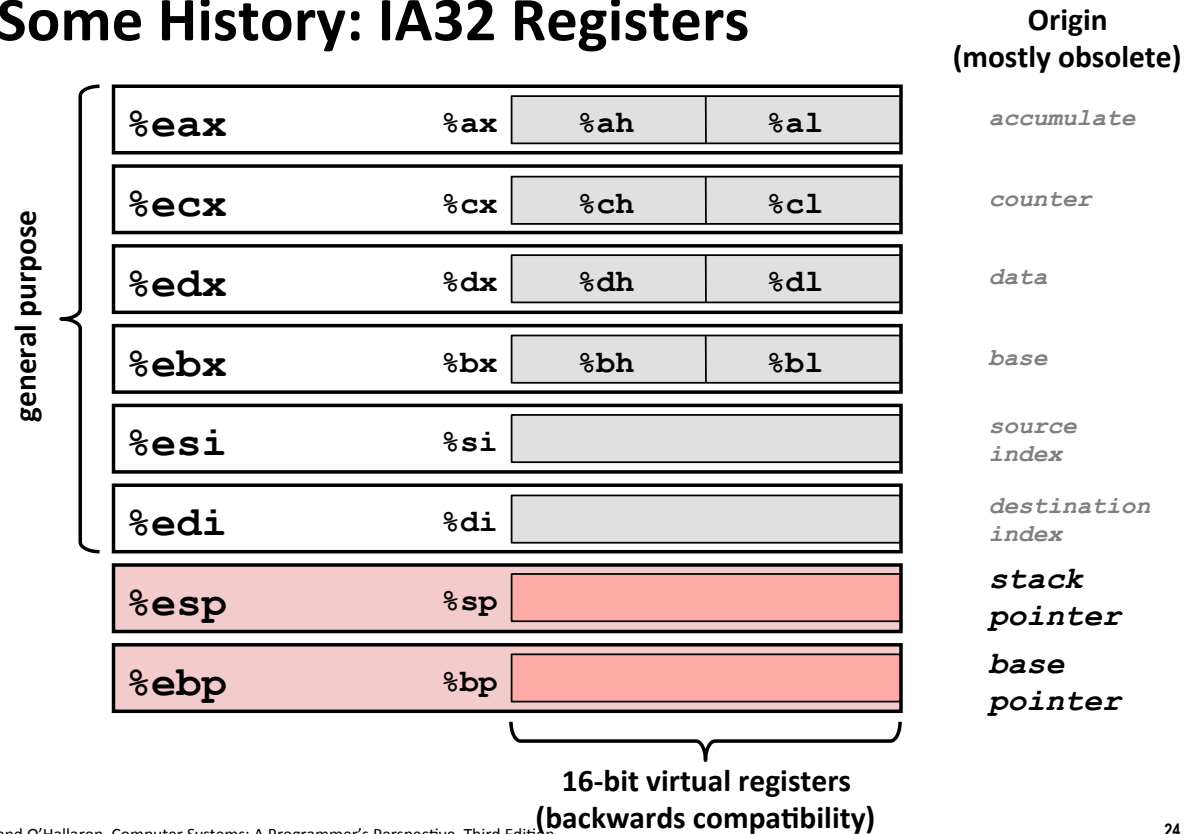 Some History: IA32 Registers
Origin
(mostly obsolete)
general purpose
%eax %ax %ah %al accumulate
%ecx %cx %ch %cl counter
%edx %dx %dh %dl data
%ebx %bx %bh %bl base
%esi %si source
index
%edi %di destination
index
%esp %sp stack
pointer
%ebp %bp base
pointer
16-bit virtual registers
(backwards compatibility)
and O'Hallaron, Computer Systems: A Programmer's Perspective, Third Edition
24